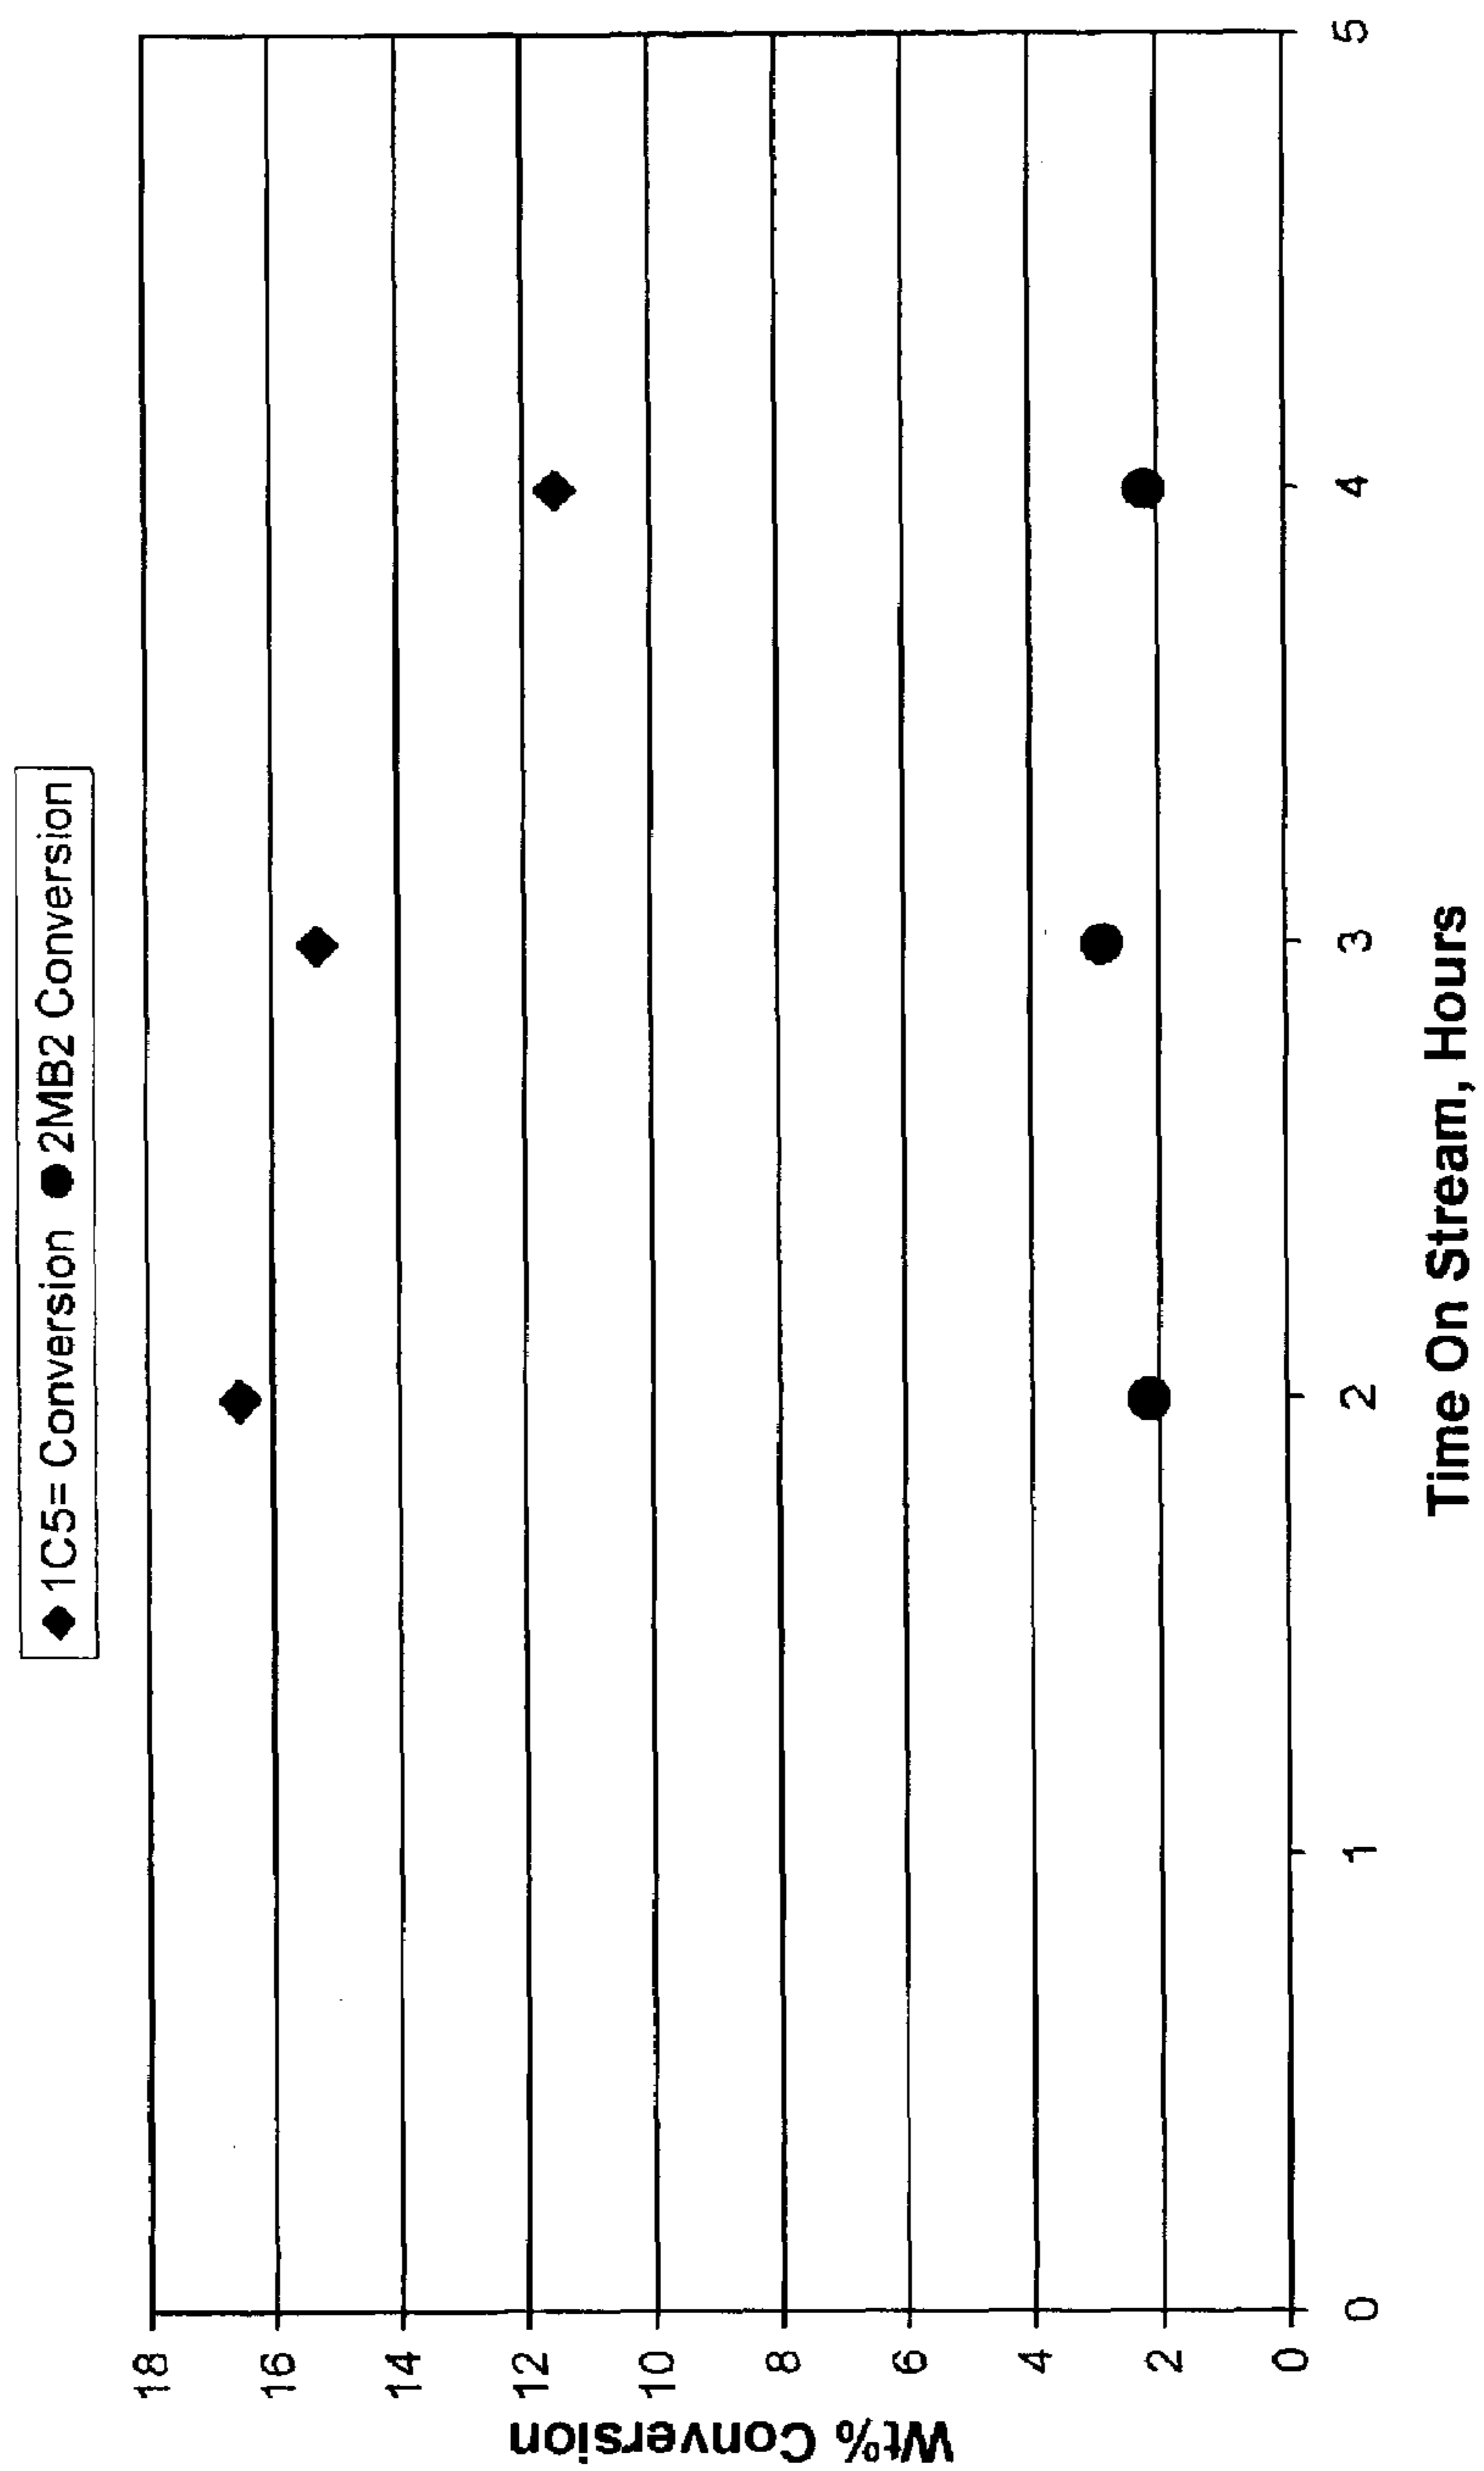 ◆ 1C5= Conversion ● 2MB2 Conversion
18
16
14
12
10
8
6
4
2
0
Wt% Conversion
0 1 2 3 4 5
Time On Stream, Hours